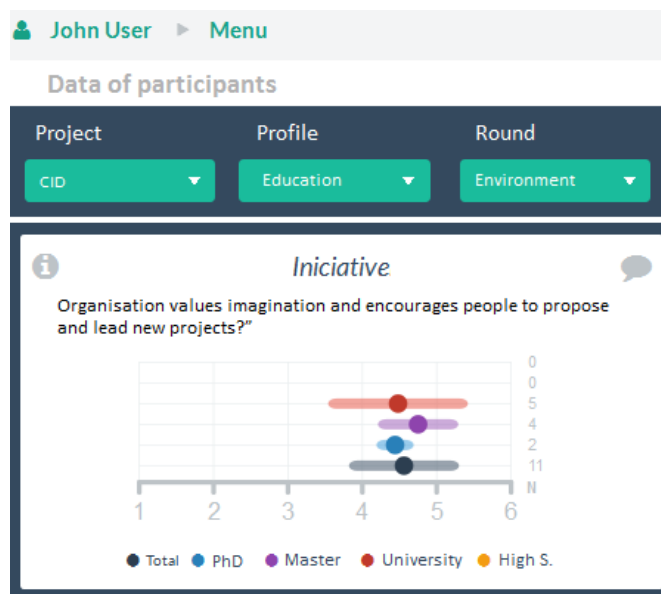 John User Menu
Data of participants
Project Profile Round
CID Education Environment
Iniciative
Organisation values imagination and encourages people to propose
and lead new projects?”
0
0
5
4
2
11
N
1 2 3 4 5 6
Total PhD Master University High S.